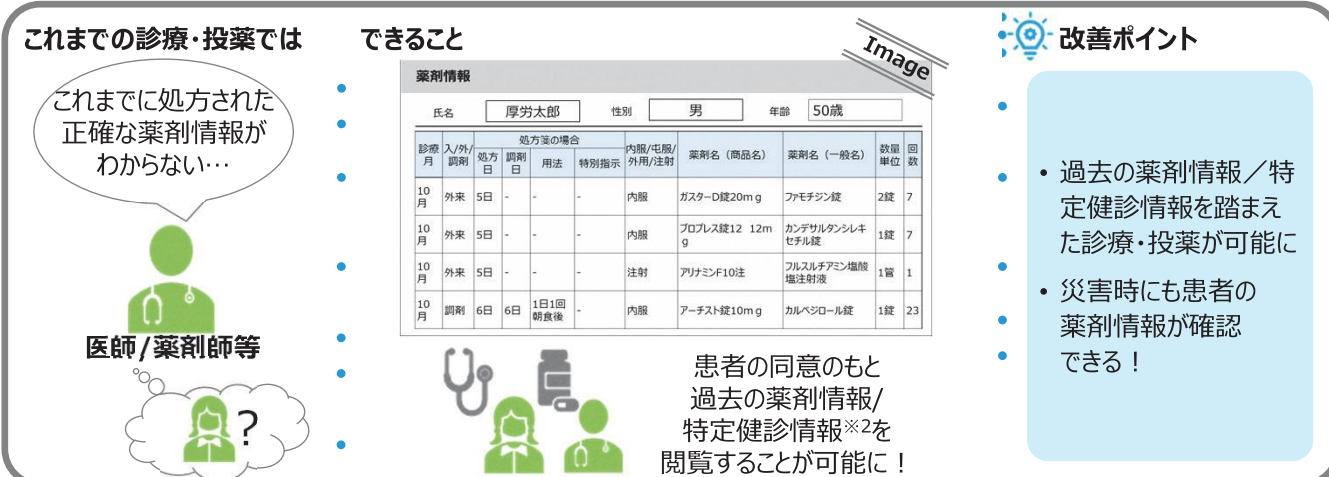 これまでの診療・投薬では
これまでに処方された
正確な薬剤情報が
わからない…
医師/薬剤師等
?
できること
Image
薬剤情報
氏名 厚労太郎 性別 男 年齢 50歳
診療月 入/外/調剤 処方箋の場合 処方日 調剤日 用法 特別指示 内服/屯服/外用/注射 薬剤名（商品名） 薬剤名（一般名） 数量単位 回数
10月 外来 5日 - - - 内服 ガスターD錠20mg ファモチジン錠 2錠 7
10月 外来 5日 - - - 内服 ブロプレス錠12 12mg カンデサルタンシレキセチル錠 1錠 7
10月 外来 5日 - - - 注射 アリナミンF10注 フルスルチアミン塩酸塩注射液 1管 1
10月 調剤 6日 6日 1日1回朝食後 - 内服 アーチスト錠10mg カルベジロール錠 1錠 23
患者の同意のもと
過去の薬剤情報/
特定健診情報※2を
閲覧することが可能に！
改善ポイント
• 過去の薬剤情報／特
定健診情報を踏まえ
た診療・投薬が可能に
• 災害時にも患者の
薬剤情報が確認
できる！